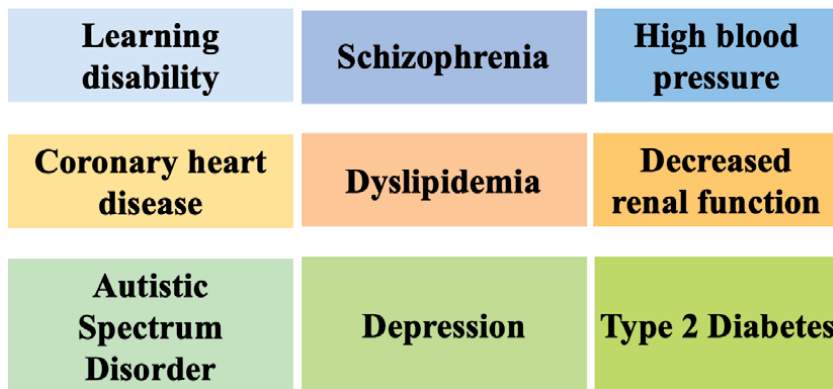 Learning
disability
Schizophrenia
High blood
pressure
Coronary heart
disease
Dyslipidemia
Decreased
renal function
Autistic
Spectrum
Disorder
Depression
Type 2 Diabetes